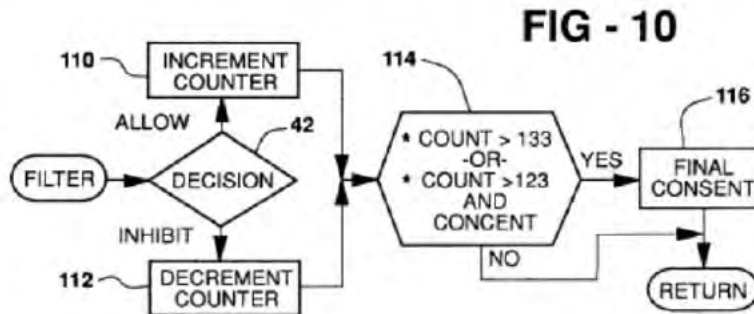 FIG - 10
110
INCREMENT
COUNTER
114
116
ALLOW
42
* COUNT > 133
-OR-
* COUNT >123
AND
CONCENT
YES
FINAL
CONSENT
FILTER
DECISION
INHIBIT
NO
112
DECREMENT
COUNTER
RETURN